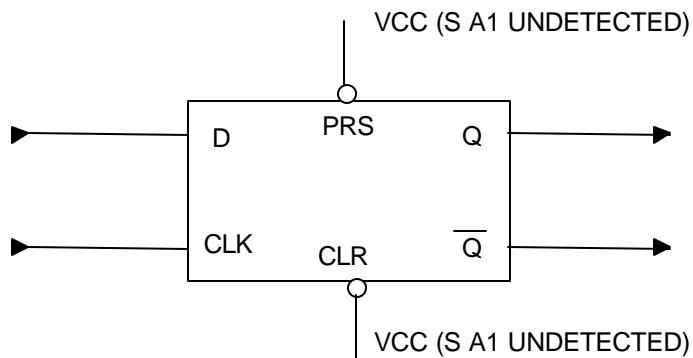 VCC (S A1 UNDETECTED)
PRS
D
Q
CLK
CLR
Q̅
VCC (S A1 UNDETECTED)